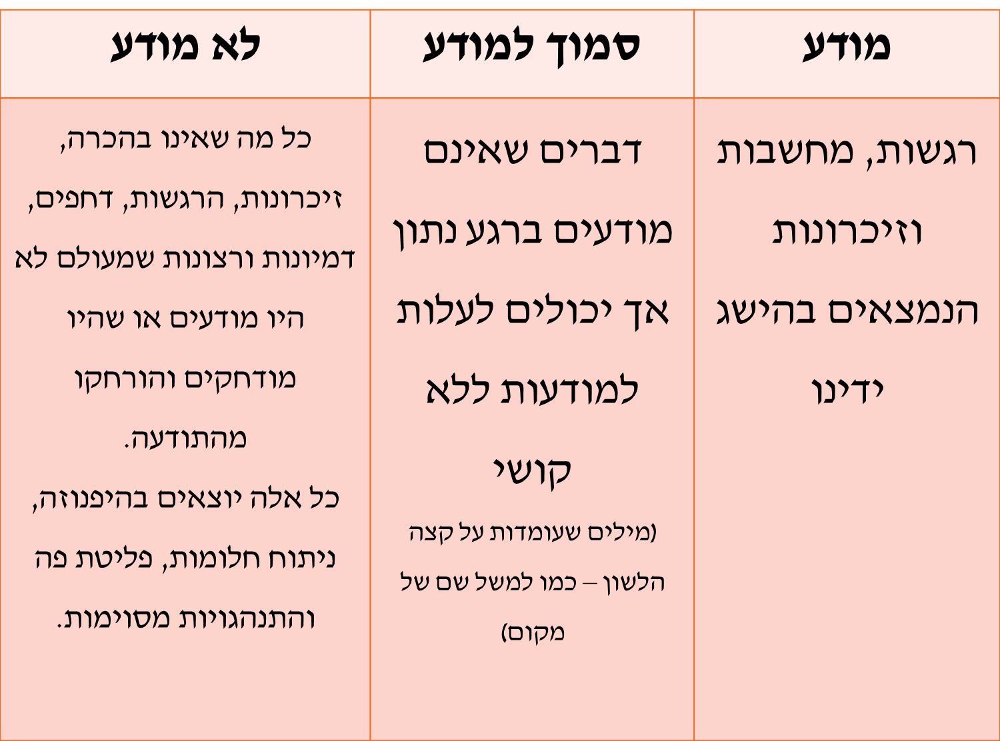 מודע
סמוך למודע
לא מודע
רגשות, מחשבות
וזיכרונות
הנמצאים בהישג
ידינו
דברים שאינם
מודעים ברגע נתון
אך יכולים לעלות
למודעות ללא
קושי
(מילים שעומדות על קצה
הלשון – כמו למשל שם של
מקום)
כל מה שאינו בהכרה,
זיכרונות, הרגשות, דחפים,
דמיונות ורצונות שמעולם לא
היו מודעים או שהיו
מודחקים והורחקו
מהתודעה.
כל אלה יוצאים בהיפנוזה,
ניתוח חלומות, פליטת פה
והתנהגויות מסוימות.